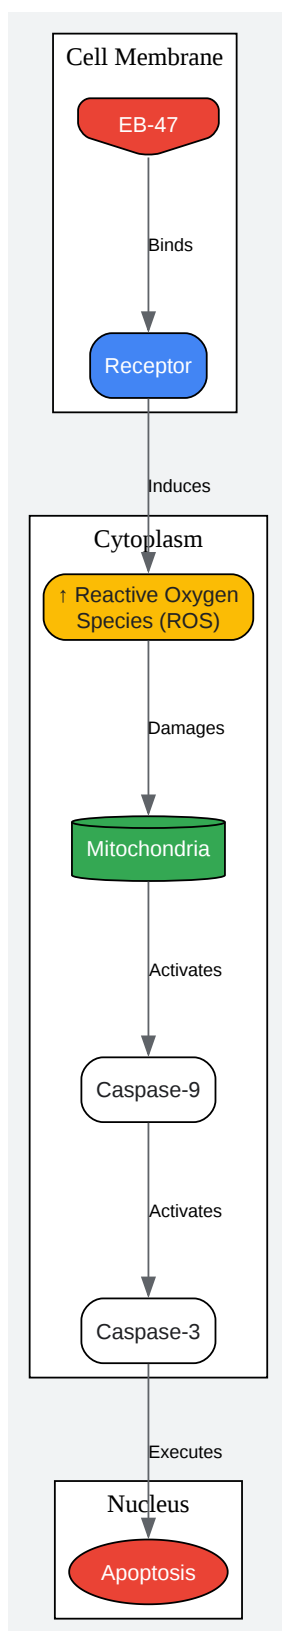 Cell Membrane
EB-47
Binds
Receptor
Induces
Cytoplasm
↑ Reactive Oxygen
Species (ROS)
Damages
Mitochondria
Activates
Caspase-9
Activates
Caspase-3
Executes
Nucleus
Apoptosis